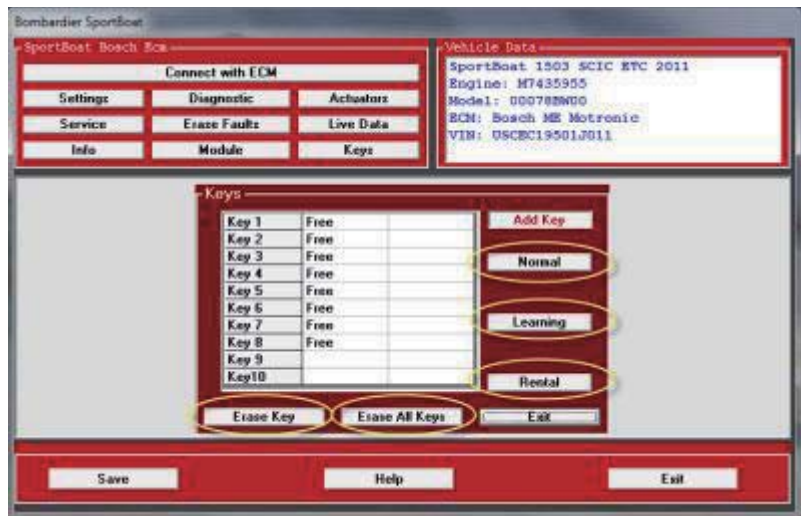 Bombardier SportBoat
SportBoat Bosch Ecm
Connect with ECM
Settings Diagnostic Actuators
Service Erase Faults Live Data
Info Module Keys
Vehicle Data
SportBoat 1503 SCIC ETC 2011
Engine: M7435955
Model: 00078BW00
ECM: Bosch ME Motronic
VIN: USCEC19501J011
Keys
Key 1 Free
Key 2 Free
Key 3 Free
Key 4 Free
Key 5 Free
Key 6 Free
Key 7 Free
Key 8 Free
Key 9
Key10
Add Key
Normal
Learning
Rental
Erase Key Erase All Keys Exit
Save Help Exit